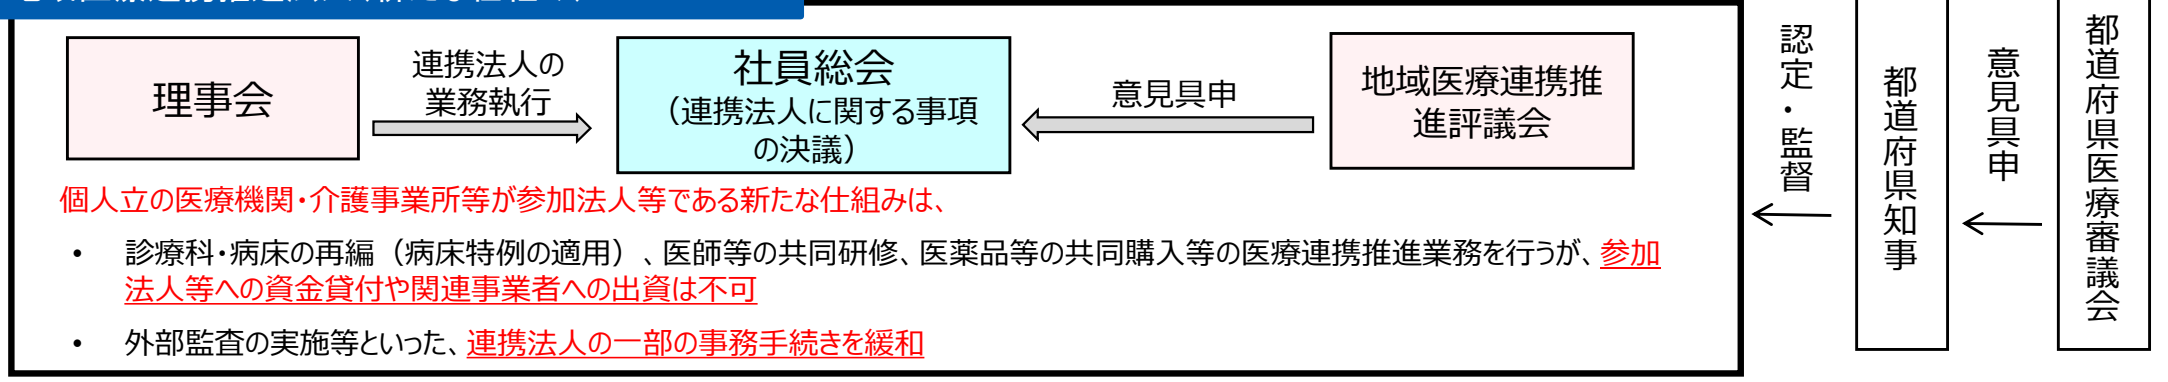 理事会
連携法人の
業務執行
社員総会
（連携法人に関する事項
の決議）
意見具申
地域医療連携推
進評議会
個人立の医療機関・介護事業所等が参加法人等である新たな仕組みは、
• 診療科・病床の再編（病床特例の適用）、医師等の共同研修、医薬品等の共同購入等の医療連携推進業務を行うが、参加
法人等への資金貸付や関連事業者への出資は不可
• 外部監査の実施等といった、連携法人の一部の事務手続きを緩和
認定・監督
都道府県知事
意見具申
都道府県医療審議会